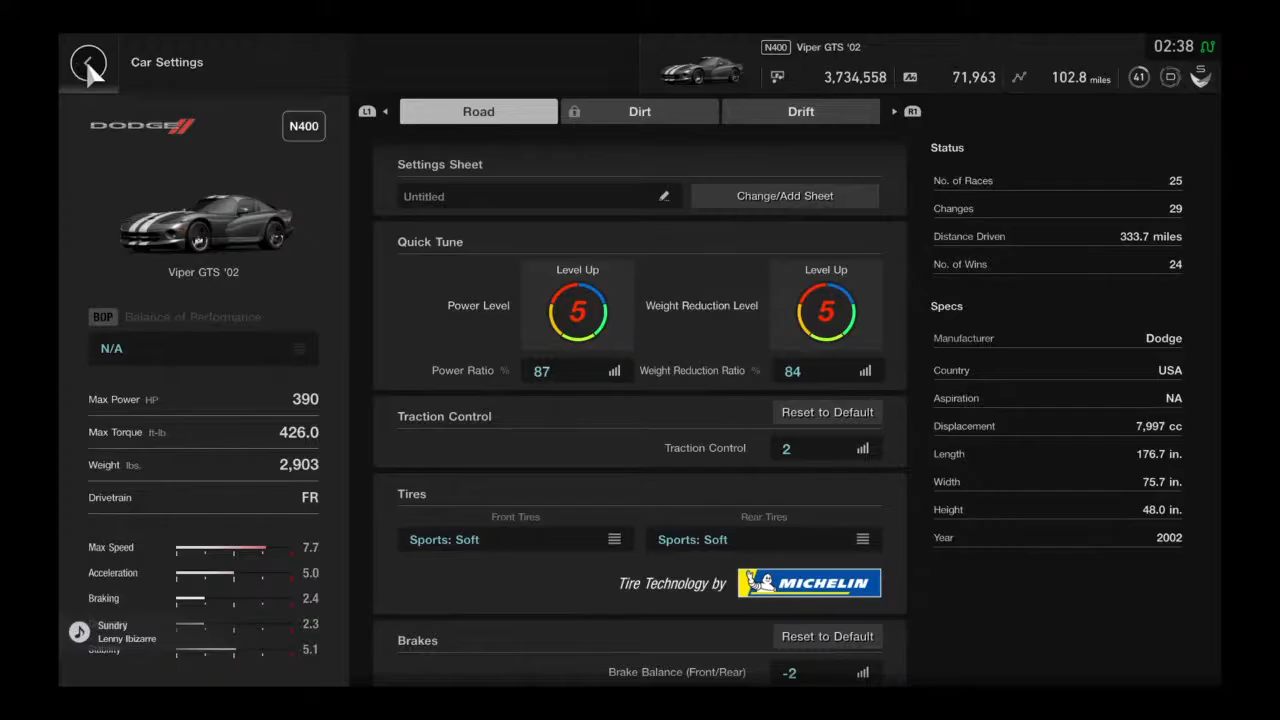 Car Settings
N400 Viper GTS '02
02:38
3,734,558 71,963 102.8 miles 41 D S
DODGE
N400
Viper GTS '02
BOP Balance of Performance
N/A
Max Power HP 390
Max Torque ft-lb 426.0
Weight lbs. 2,903
Drivetrain FR
Max Speed 7.7
Acceleration 5.0
Braking 2.4
2.3
Stability 5.1
Sundry
Lenny Ibizarre
L1 Road Dirt Drift R1
Settings Sheet
Untitled Change/Add Sheet
Quick Tune
Level Up Level Up
Power Level 5 Weight Reduction Level 5
Power Ratio % 87 Weight Reduction Ratio % 84
Traction Control Reset to Default
Traction Control 2
Tires
Front Tires Rear Tires
Sports: Soft Sports: Soft
Tire Technology by MICHELIN
Brakes Reset to Default
Brake Balance (Front/Rear) -2
Status
No. of Races 25
Changes 29
Distance Driven 333.7 miles
No. of Wins 24
Specs
Manufacturer Dodge
Country USA
Aspiration NA
Displacement 7,997 cc
Length 176.7 in.
Width 75.7 in.
Height 48.0 in.
Year 2002